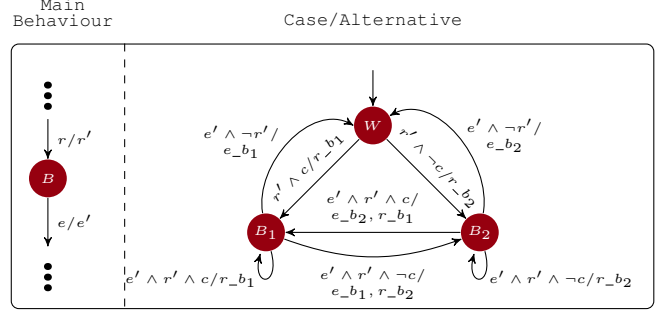 Main
Behaviour
Case/Alternative
r/r′
B
e/e′
W
e′ ∧ ¬r′/
e_b₁
e′ ∧ ¬r′/
e_b₂
r′ ∧ c/r_b₁
r′ ∧ ¬c/r_b₂
e′ ∧ r′ ∧ c/
e_b₂, r_b₁
B₁
B₂
e′ ∧ r′ ∧ c/r_b₁
e′ ∧ r′ ∧ ¬c/
e_b₁, r_b₂
e′ ∧ r′ ∧ ¬c/r_b₂